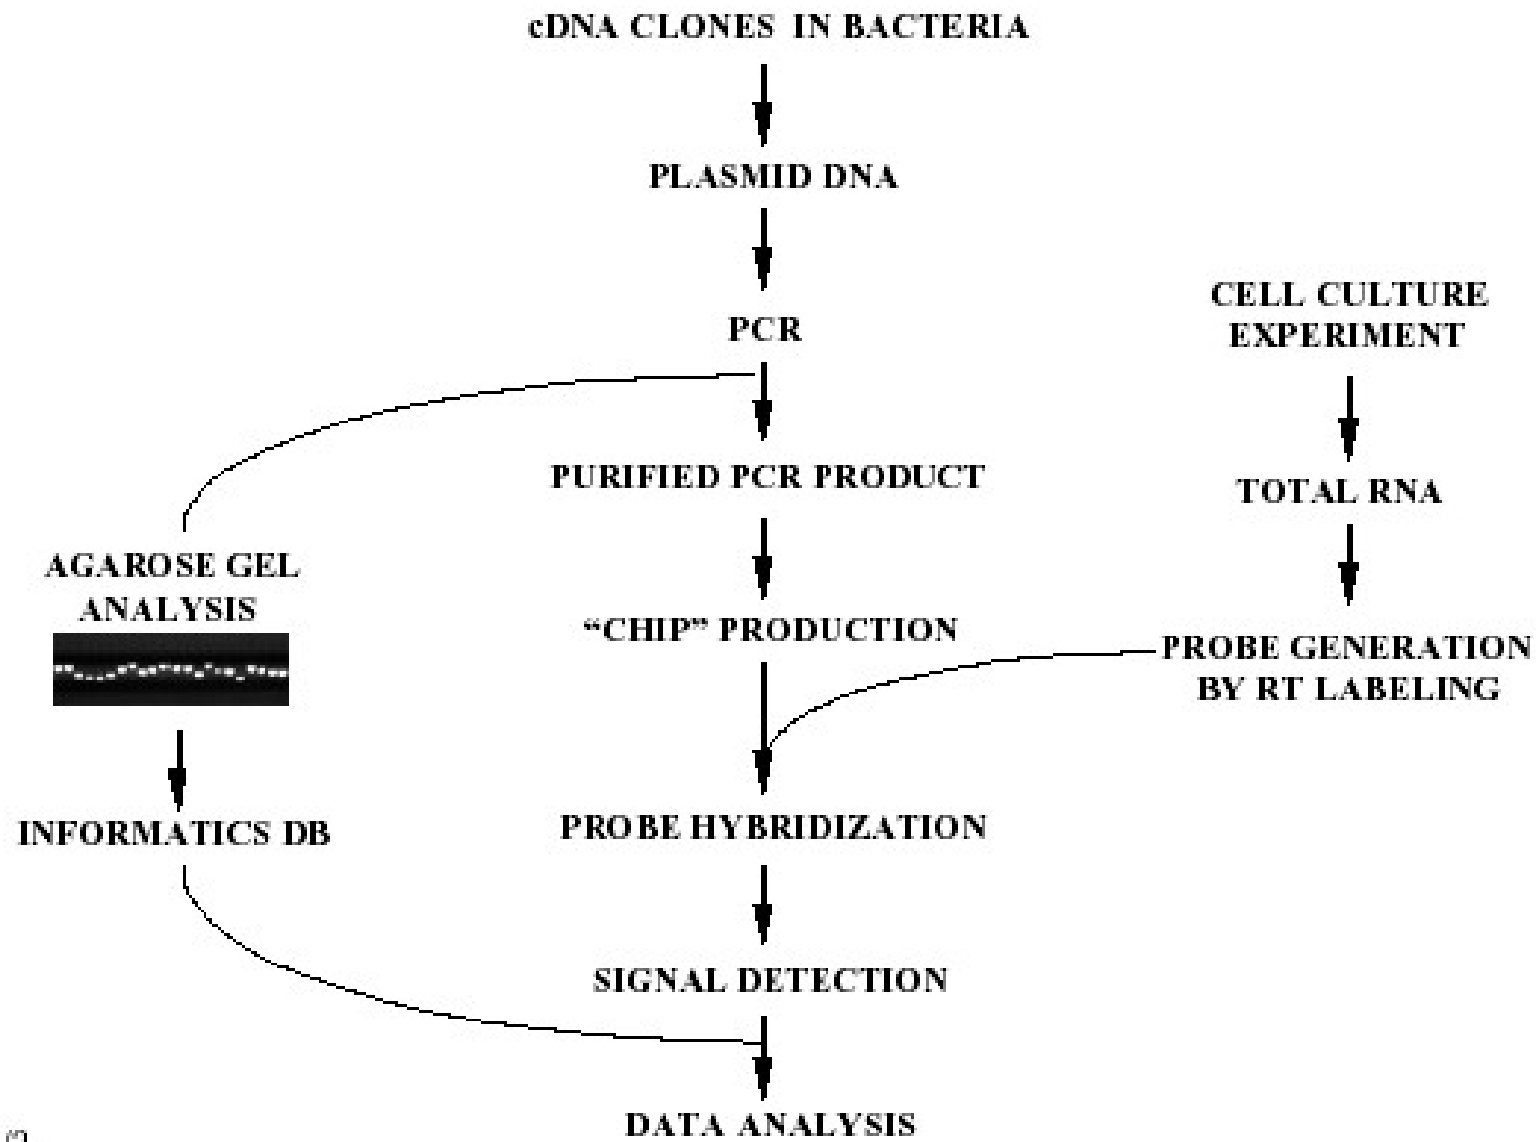 cDNA CLONES IN BACTERIA
PLASMID DNA
PCR
CELL CULTURE
EXPERIMENT
PURIFIED PCR PRODUCT
TOTAL RNA
AGAROSE GEL
ANALYSIS
“CHIP” PRODUCTION
PROBE GENERATION
BY RT LABELING
INFORMATICS DB
PROBE HYBRIDIZATION
SIGNAL DETECTION
DATA ANALYSIS